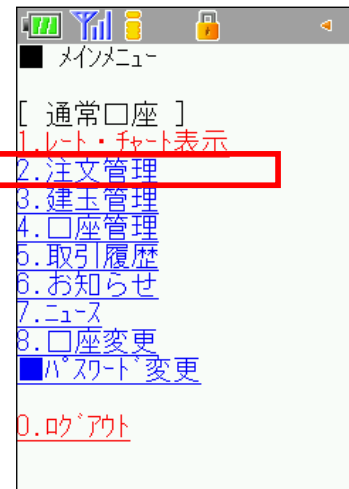 ■ メインメニュー
[ 通常口座 ]
1.レート・チャート表示
2.注文管理
3.建玉管理
4.口座管理
5.取引履歴
6.お知らせ
7.ニュース
8.口座変更
■パスワード変更
0.ログアウト